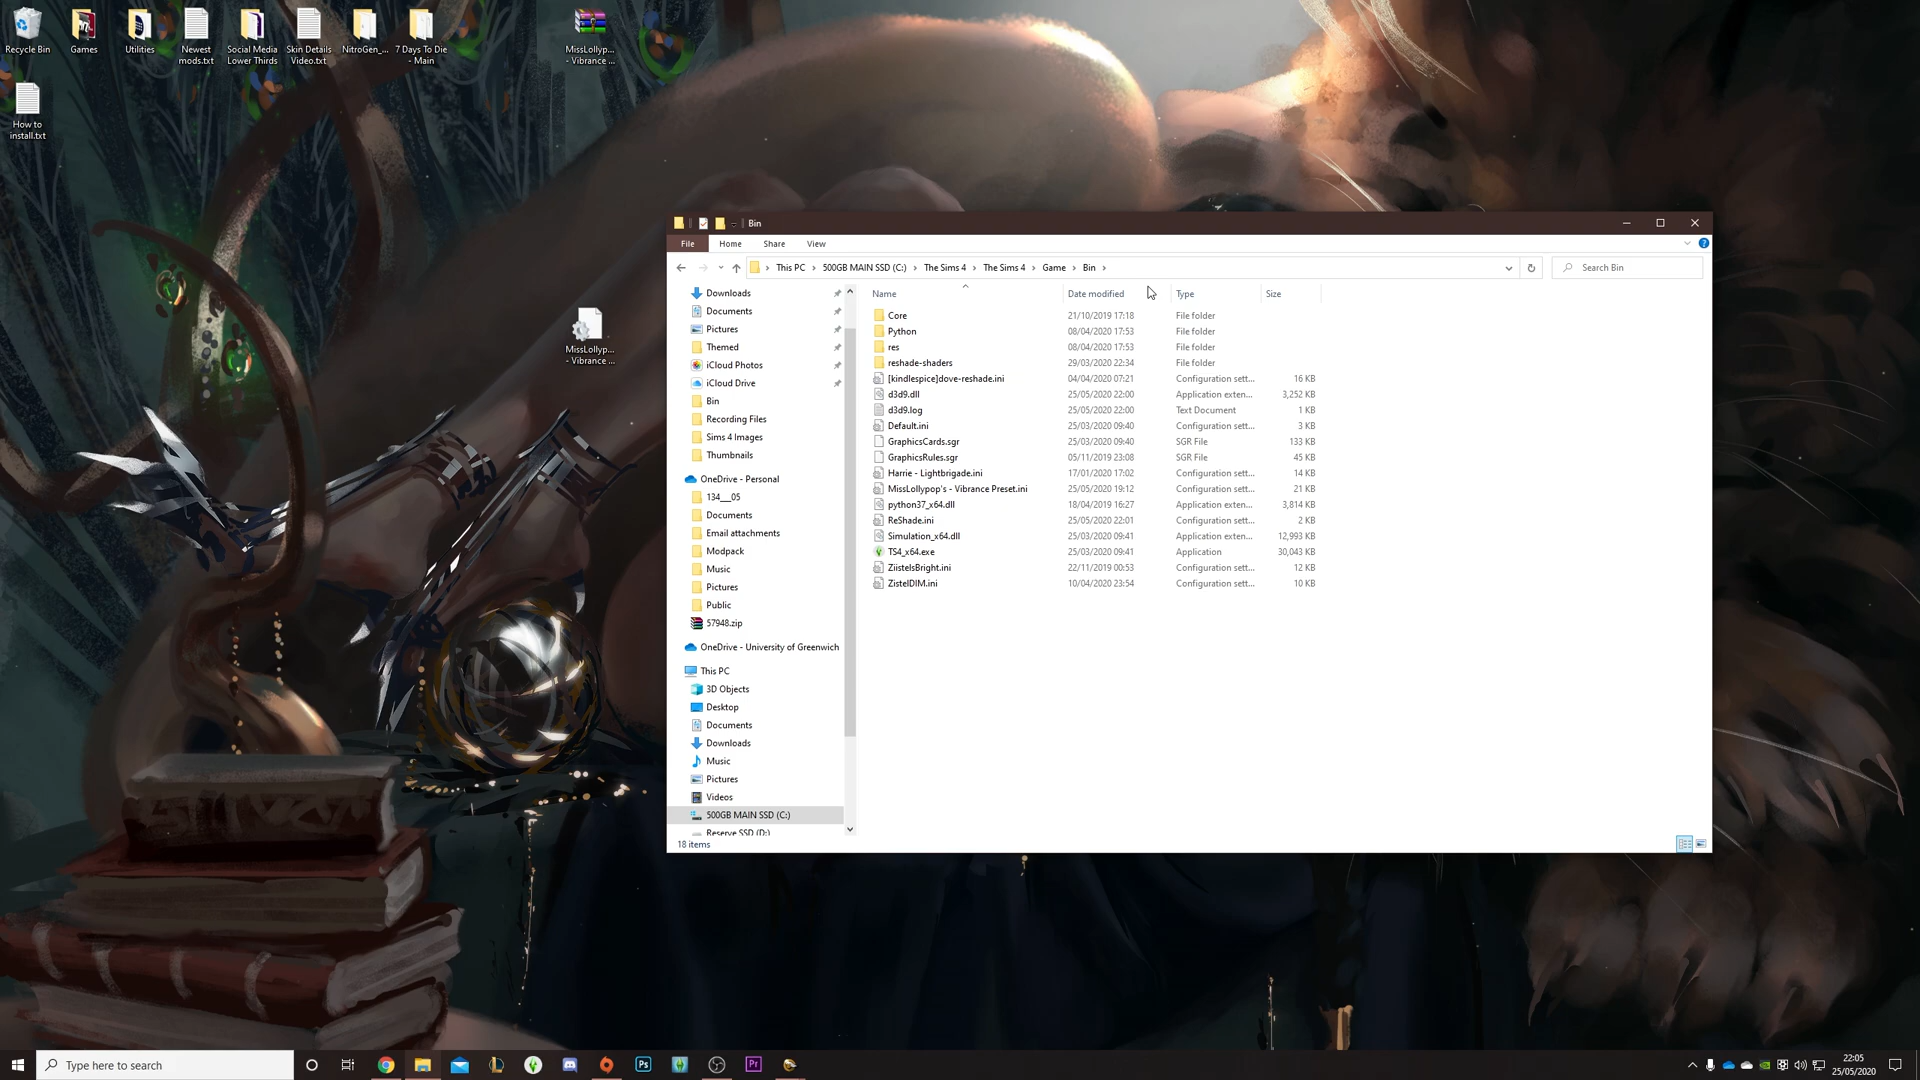 Recycle Bin
Games
Utilities
Newest
mods.txt
Social Media
Lower Thirds
Skin Details
Video.txt
NitroGen_...
7 Days To Die
- Main
MissLollyp...
- Vibrance ...
How to
install.txt
MissLollyp...
- Vibrance ...
Bin
File Home Share View
This PC > 500GB MAIN SSD (C:) > The Sims 4 > The Sims 4 > Game > Bin >
Search Bin
Downloads
Documents
Pictures
Themed
iCloud Photos
iCloud Drive
Bin
Recording Files
Sims 4 Images
Thumbnails
OneDrive - Personal
134__05
Documents
Email attachments
Modpack
Music
Pictures
Public
57948.zip
OneDrive - University of Greenwich
This PC
3D Objects
Desktop
Documents
Downloads
Music
Pictures
Videos
500GB MAIN SSD (C:)
Reserve SSD (D:)
Name Date modified Type Size
Core 21/10/2019 17:18 File folder
Python 08/04/2020 17:53 File folder
res 08/04/2020 17:53 File folder
reshade-shaders 29/03/2020 22:34 File folder
[kindlespice]dove-reshade.ini 04/04/2020 07:21 Configuration sett... 16 KB
d3d9.dll 25/05/2020 22:00 Application exten... 3,252 KB
d3d9.log 25/05/2020 22:00 Text Document 1 KB
Default.ini 25/03/2020 09:40 Configuration sett... 3 KB
GraphicsCards.sgr 25/03/2020 09:40 SGR File 133 KB
GraphicsRules.sgr 05/11/2019 23:08 SGR File 45 KB
Harrie - Lightbrigade.ini 17/01/2020 17:02 Configuration sett... 14 KB
MissLollypop's - Vibrance Preset.ini 25/05/2020 19:12 Configuration sett... 21 KB
python37_x64.dll 18/04/2019 16:27 Application exten... 3,814 KB
ReShade.ini 25/05/2020 22:01 Configuration sett... 2 KB
Simulation_x64.dll 25/03/2020 09:41 Application exten... 12,993 KB
TS4_x64.exe 25/03/2020 09:41 Application 30,043 KB
ZiistelsBright.ini 22/11/2019 00:53 Configuration sett... 12 KB
ZistelDIM.ini 10/04/2020 23:54 Configuration sett... 10 KB
18 items
Type here to search
Ps
Pr
22:05
25/05/2020